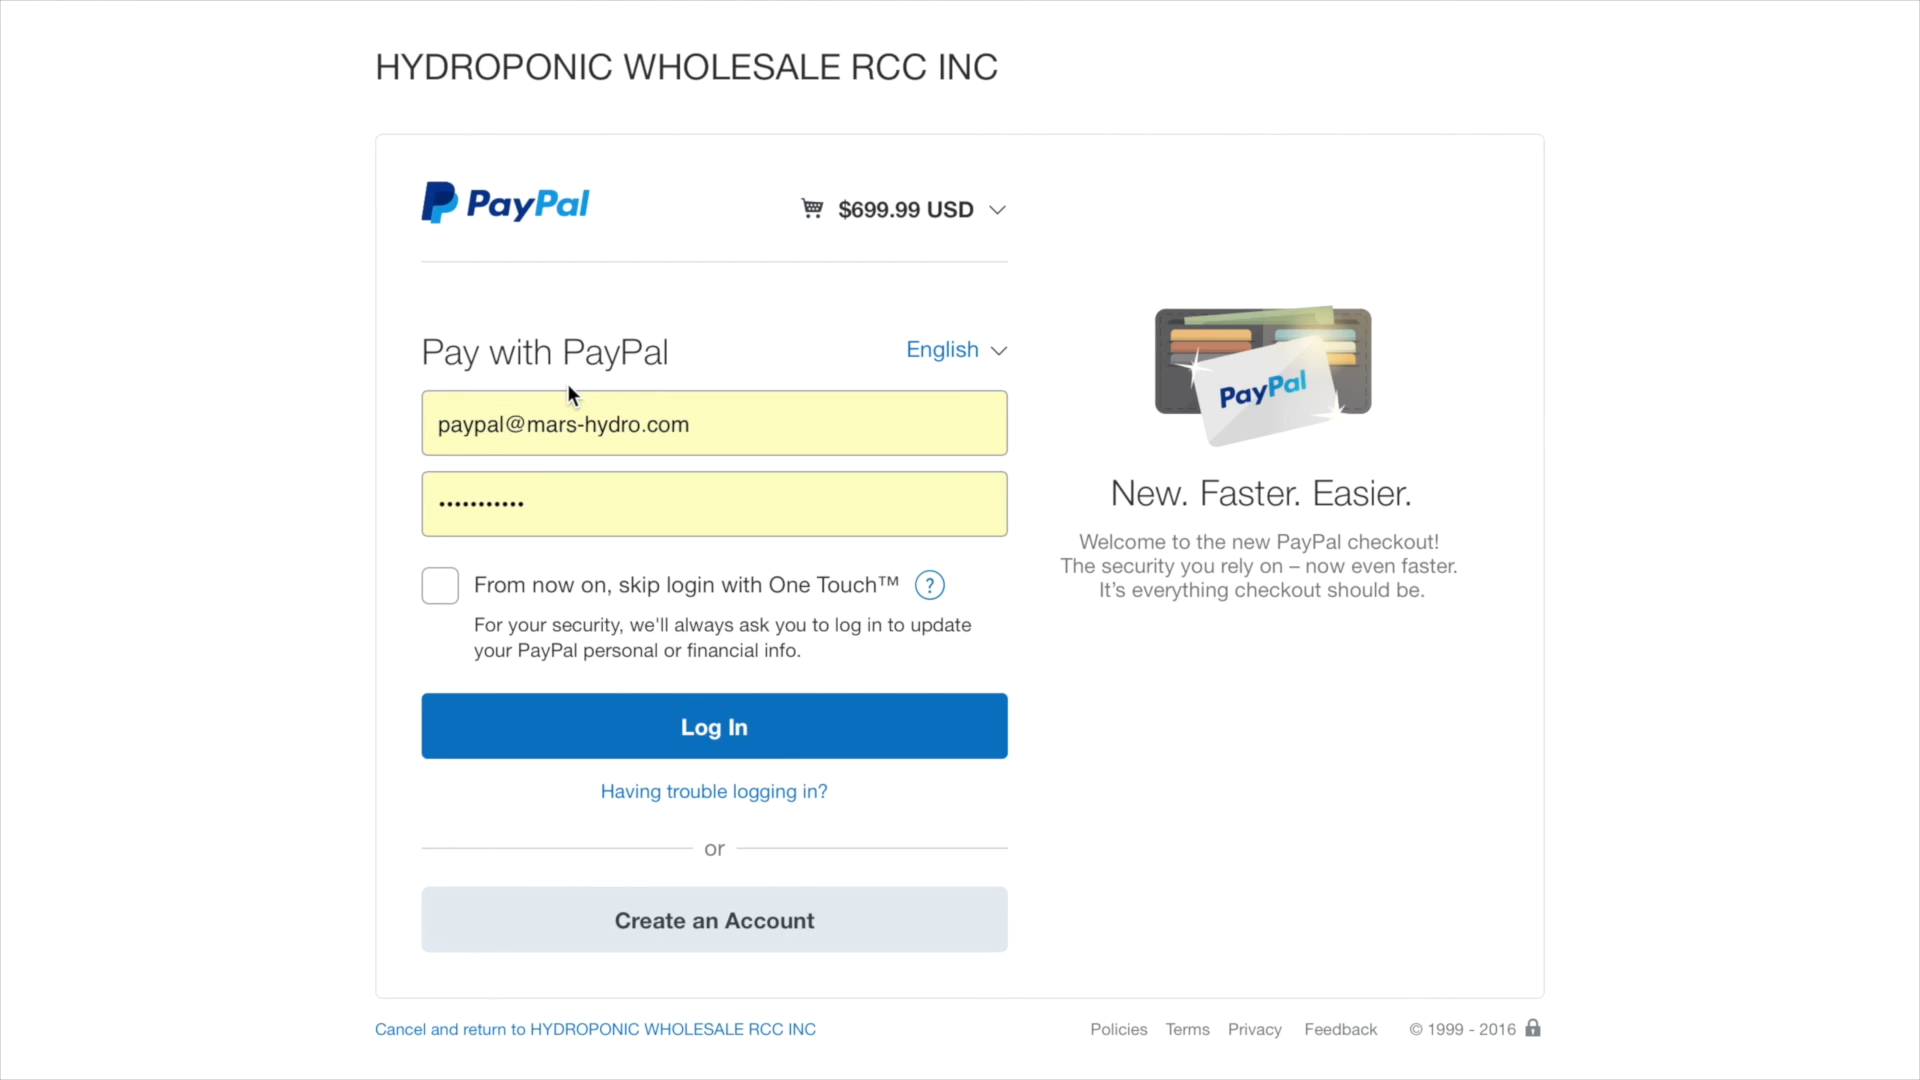 HYDROPONIC WHOLESALE RCC INC
PayPal
$699.99 USD
Pay with PayPal
English
paypal@mars-hydro.com
•••••••••••
From now on, skip login with One Touch™ ?
For your security, we'll always ask you to log in to update
your PayPal personal or financial info.
Log In
Having trouble logging in?
or
Create an Account
PayPal
New. Faster. Easier.
Welcome to the new PayPal checkout!
The security you rely on – now even faster.
It’s everything checkout should be.
Cancel and return to HYDROPONIC WHOLESALE RCC INC
Policies Terms Privacy Feedback © 1999 - 2016